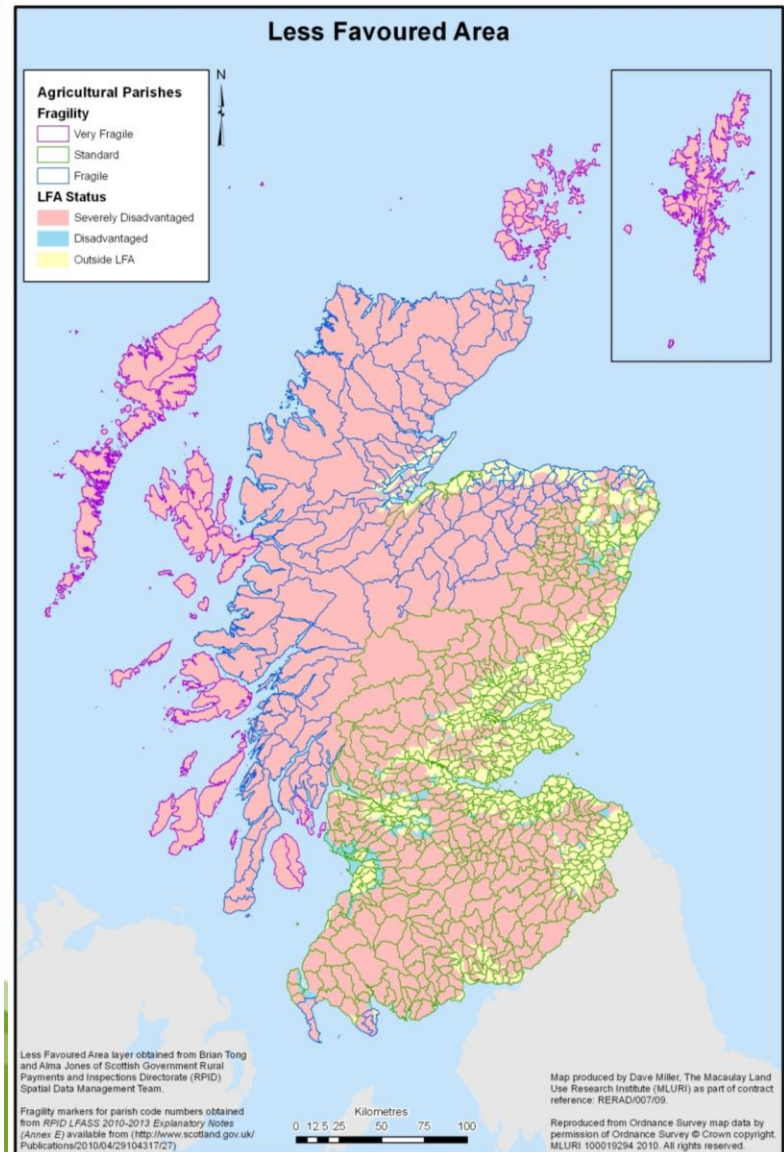 Less Favoured Area
Agricultural Parishes
Fragility
Very Fragile
Standard
Fragile
LFA Status
Severely Disadvantaged
Disadvantaged
Outside LFA
N
Less Favoured Area layer obtained from Brian Tong
and Alma Jones of Scottish Government Rural
Payments and Inspections Directorate (RPID)
Spatial Data Management Team.
Fragility markers for parish code numbers obtained
from RPID LFASS 2010-2013 Explanatory Notes
(Annex E) available from (http://www.scotland.gov.uk/
Publications/2010/04/29104317/27)
Kilometres
0 12.5 25 50 75 100
Map produced by Dave Miller, The Macaulay Land
Use Research Institute (MLURI) as part of contract
reference: RERAD/007/09.
Reproduced from Ordnance Survey map data by
permission of Ordnance Survey © Crown copyright.
MLURI 100019294 2010. All rights reserved.